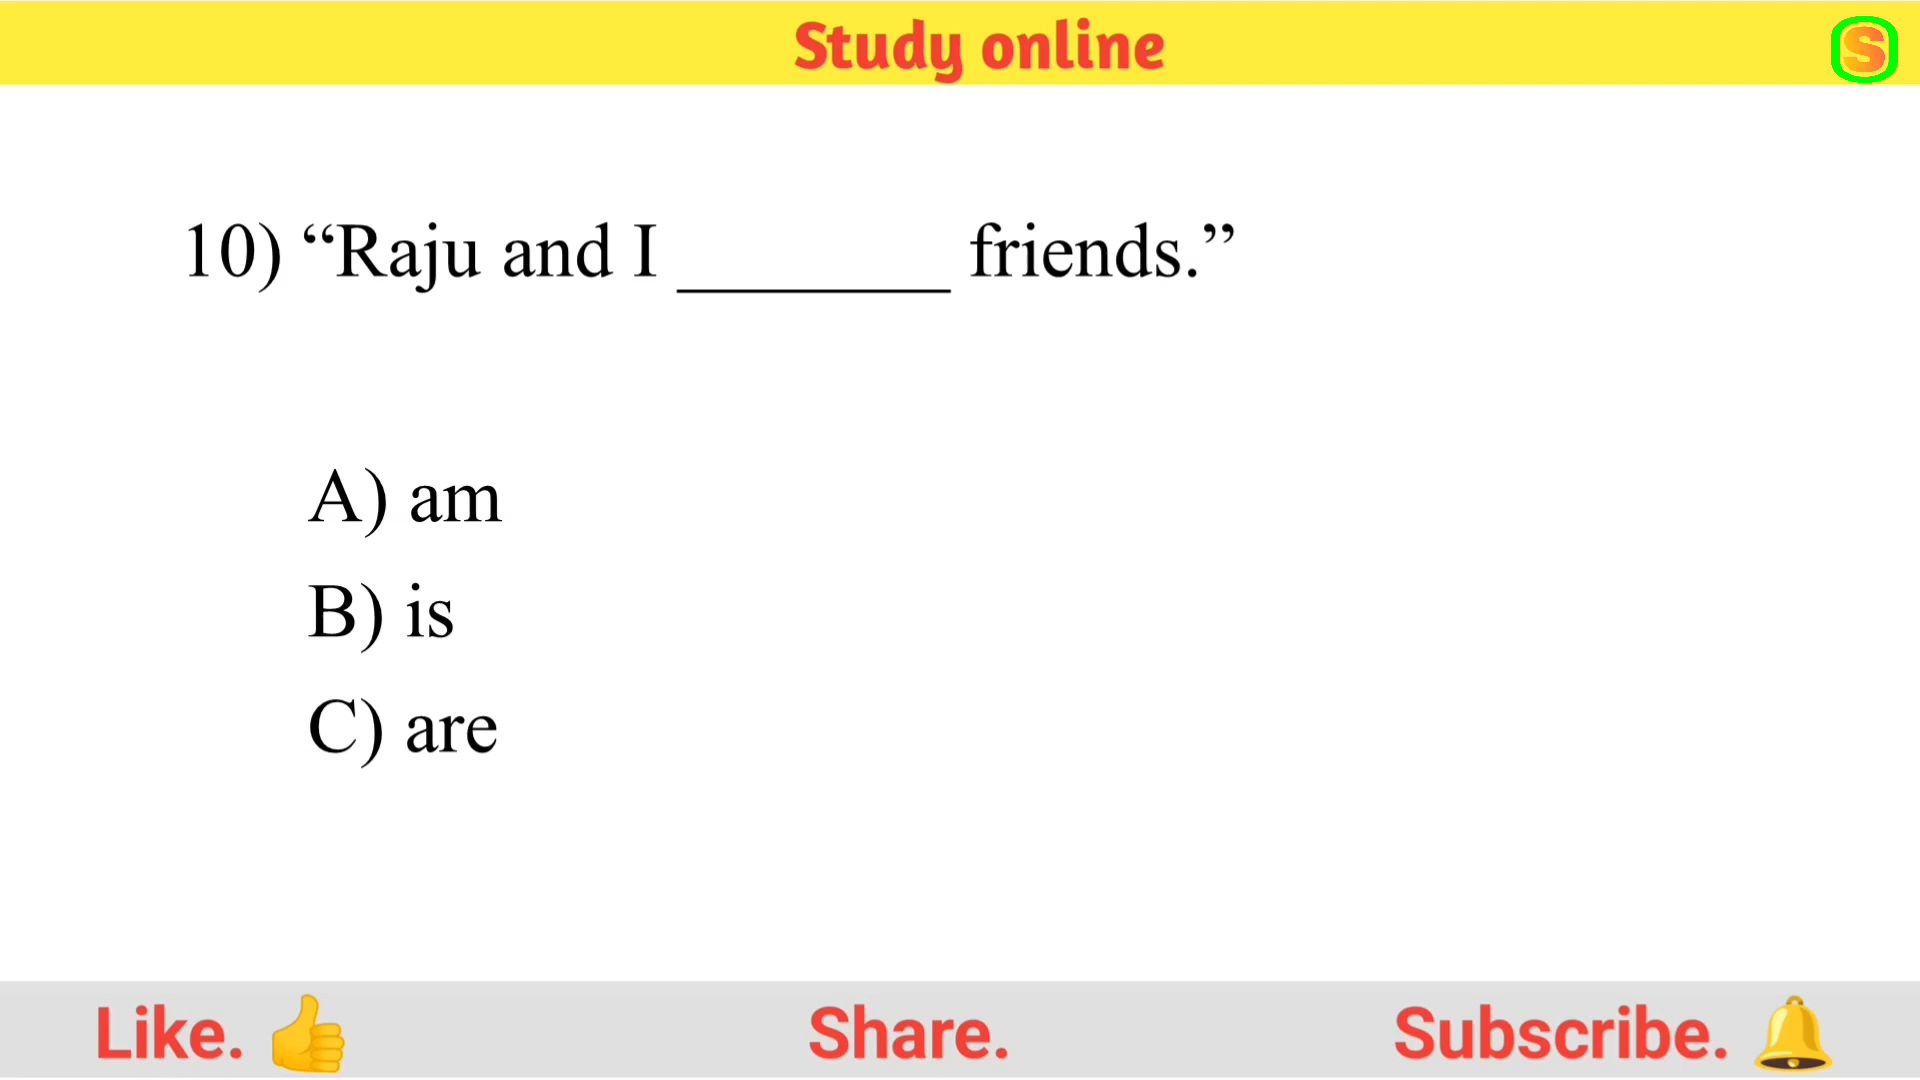 Study online
S
10) “Raju and I ________ friends.”
A) am
B) is
C) are
Like. Share. Subscribe.